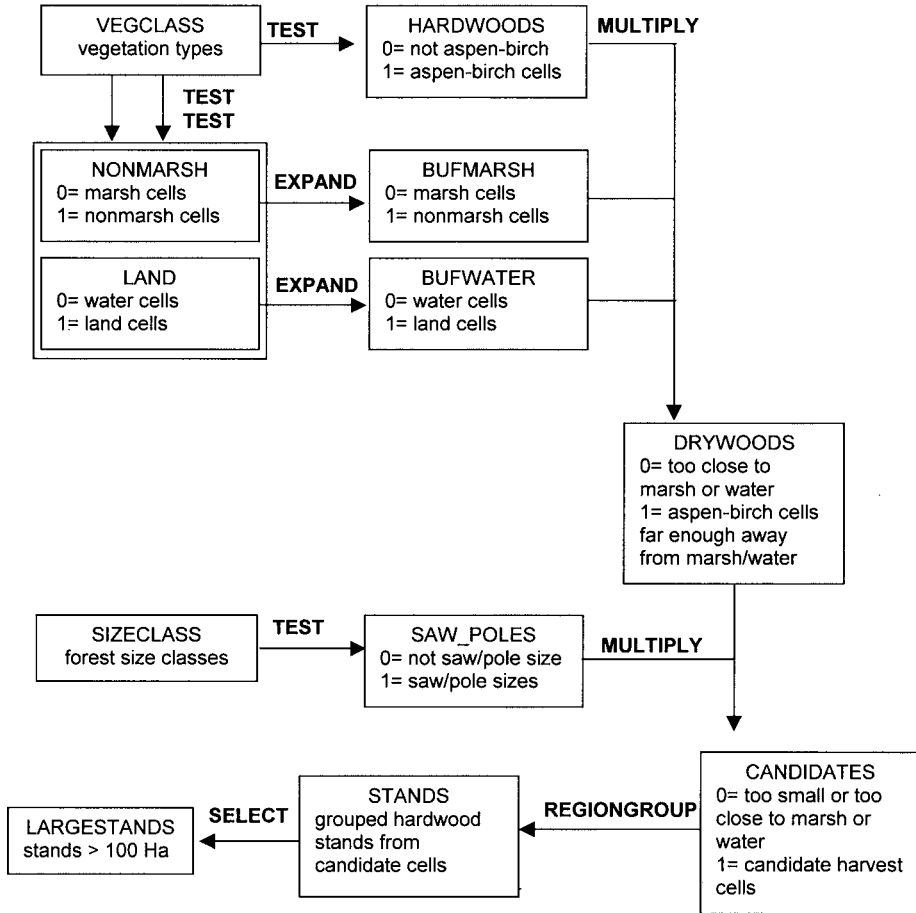 VEGCLASS
vegetation types
TEST
HARDWOODS
0= not aspen-birch
1= aspen-birch cells
MULTIPLY
TEST
TEST
NONMARSH
0= marsh cells
1= nonmarsh cells
EXPAND
BUFMARSH
0= marsh cells
1= nonmarsh cells
LAND
0= water cells
1= land cells
EXPAND
BUFWATER
0= water cells
1= land cells
DRYWOODS
0= too close to
marsh or water
1= aspen-birch cells
far enough away
from marsh/water
SIZECLASS
forest size classes
TEST
SAW_POLES
0= not saw/pole size
1= saw/pole sizes
MULTIPLY
CANDIDATES
0= too small or too
close to marsh or
water
1= candidate harvest
cells
REGIONGROUP
STANDS
grouped hardwood
stands from
candidate cells
SELECT
LARGESTANDS
stands > 100 Ha